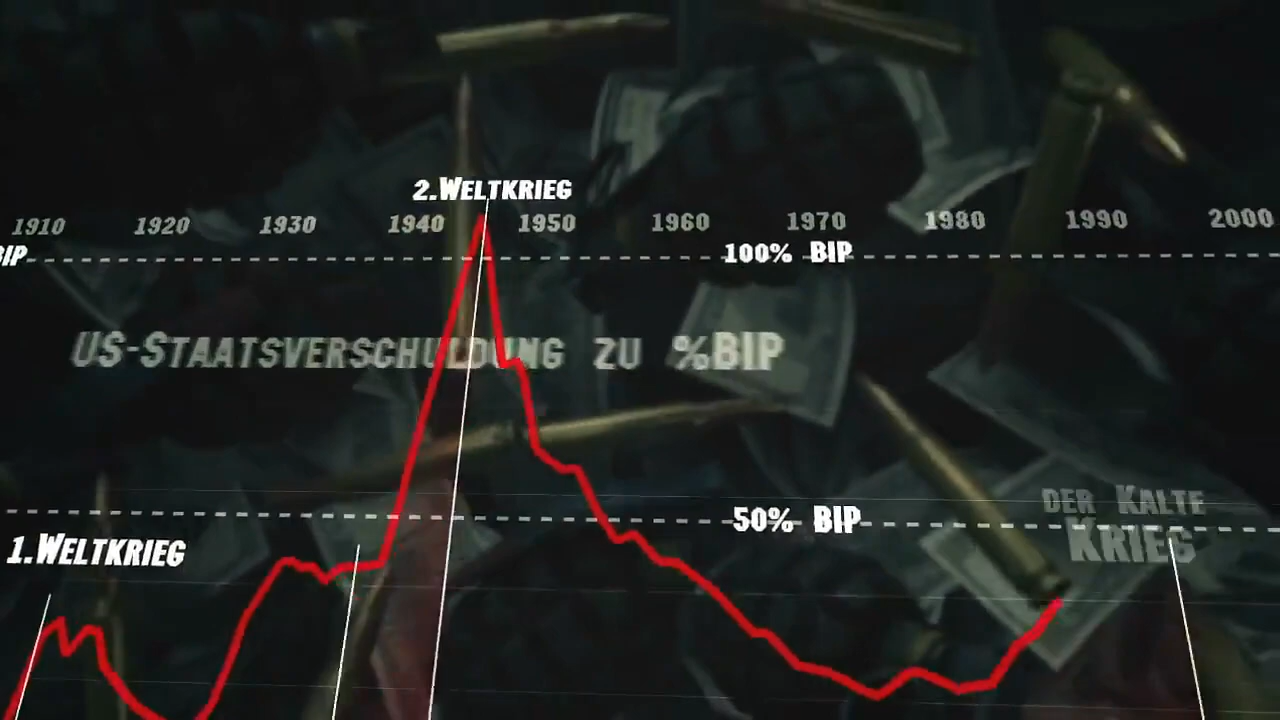 2.Weltkrieg
1910 1920 1930 1940 1950 1960 1970 1980 1990 2000
BIP 100% BIP
US-Staatsverschuldung zu %BIP
50% BIP
der Kalte
Krieg
1.Weltkrieg